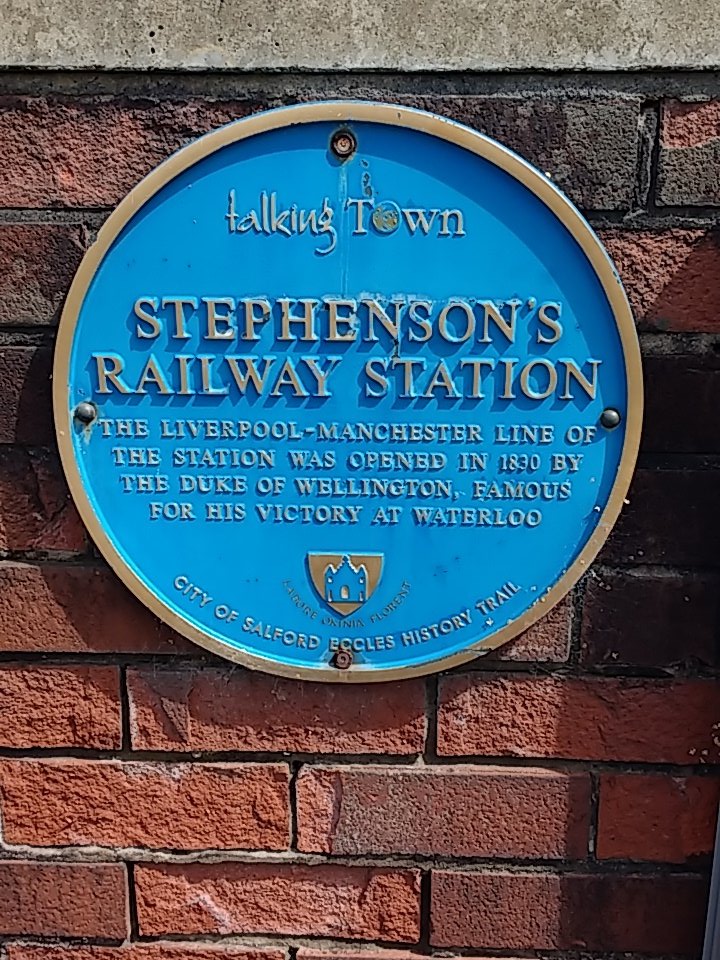 talking Town
STEPHENSON'S
RAILWAY STATION
THE LIVERPOOL-MANCHESTER LINE OF
THE STATION WAS OPENED IN 1830 BY
THE DUKE OF WELLINGTON, FAMOUS
FOR HIS VICTORY AT WATERLOO
LABORE OMNIA FLORENT
CITY OF SALFORD ECCLES HISTORY TRAIL